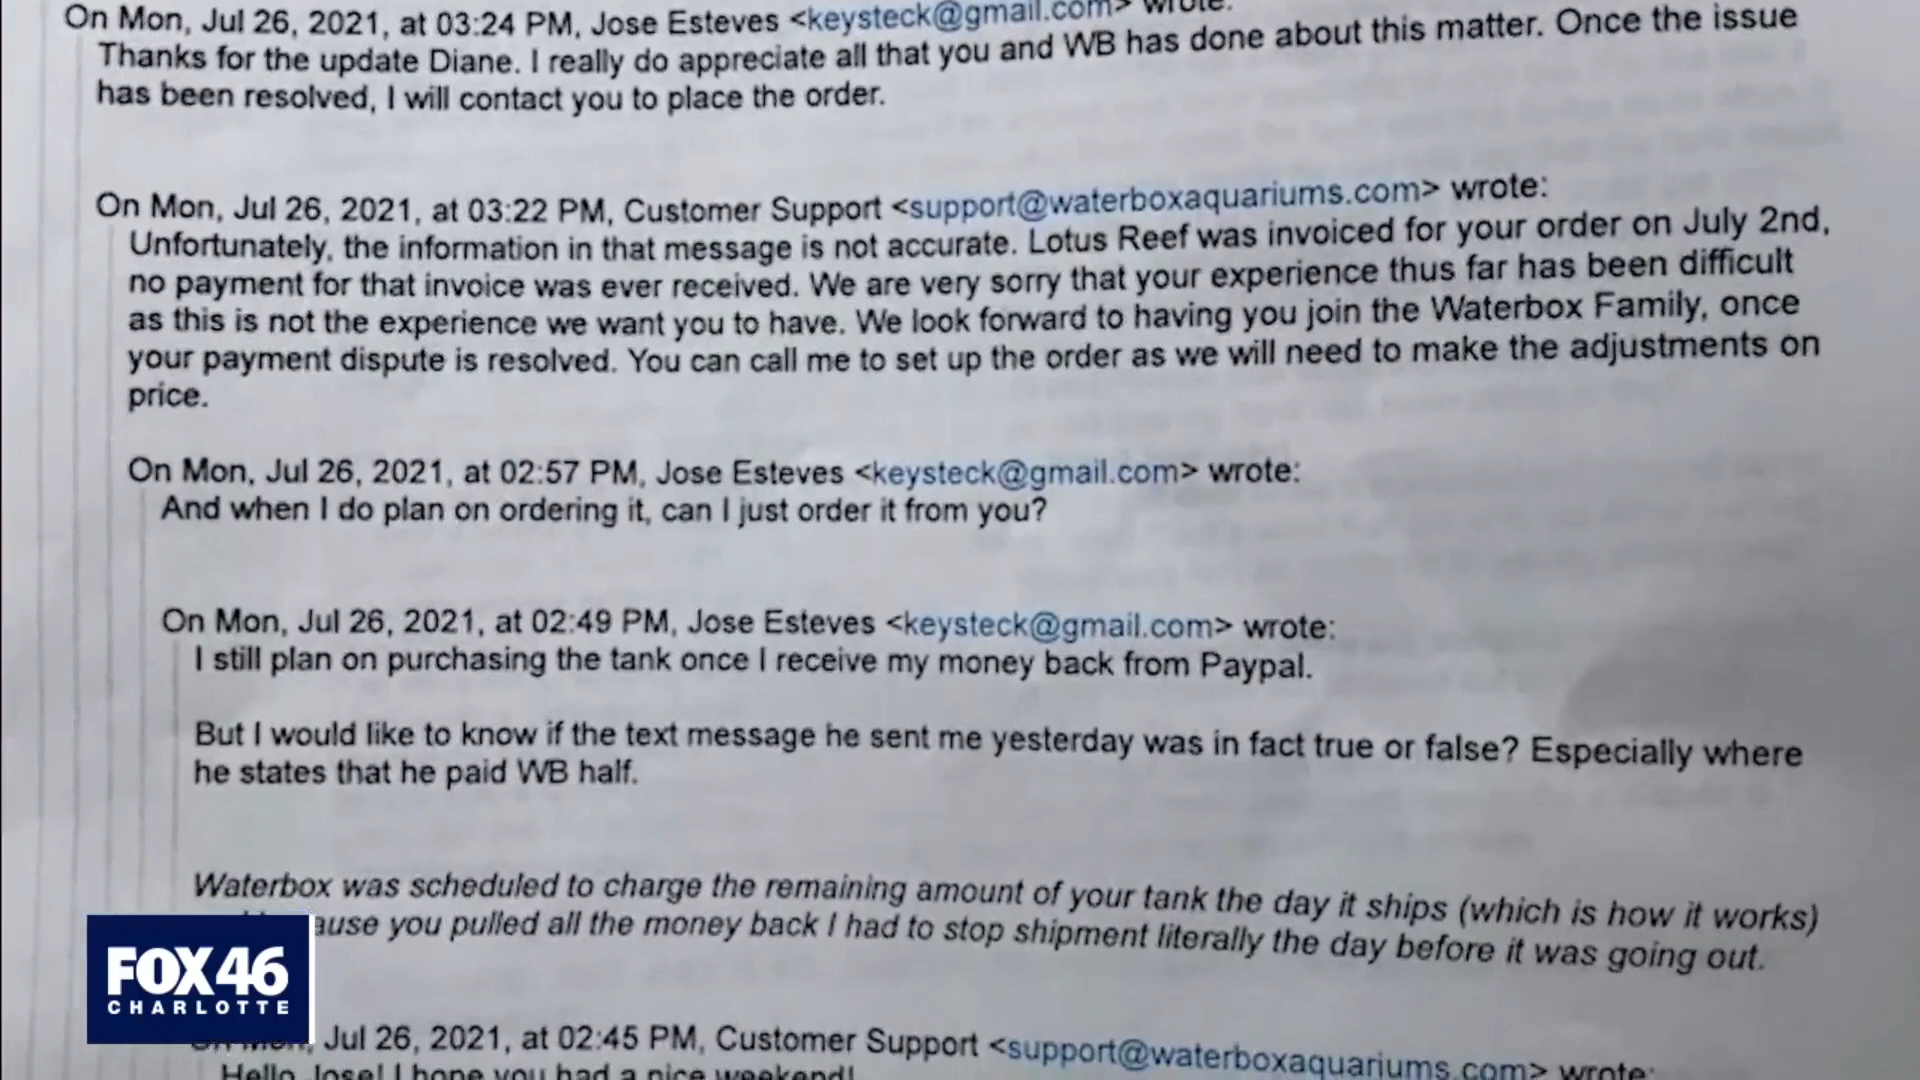 On Mon, Jul 26, 2021, at 03:24 PM, Jose Esteves <keysteck@gmail.com> wrote:
Thanks for the update Diane. I really do appreciate all that you and WB has done about this matter. Once the issue
has been resolved, I will contact you to place the order.
On Mon, Jul 26, 2021, at 03:22 PM, Customer Support <support@waterboxaquariums.com> wrote:
Unfortunately, the information in that message is not accurate. Lotus Reef was invoiced for your order on July 2nd,
no payment for that invoice was ever received. We are very sorry that your experience thus far has been difficult
as this is not the experience we want you to have. We look forward to having you join the Waterbox Family, once
your payment dispute is resolved. You can call me to set up the order as we will need to make the adjustments on
price.
On Mon, Jul 26, 2021, at 02:57 PM, Jose Esteves <keysteck@gmail.com> wrote:
And when I do plan on ordering it, can I just order it from you?
On Mon, Jul 26, 2021, at 02:49 PM, Jose Esteves <keysteck@gmail.com> wrote:
I still plan on purchasing the tank once I receive my money back from Paypal.
But I would like to know if the text message he sent me yesterday was in fact true or false? Especially where
he states that he paid WB half.
Waterbox was scheduled to charge the remaining amount of your tank the day it ships (which is how it works)
you pulled all the money back I had to stop shipment literally the day before it was going out.
FOX 46
CHARLOTTE
Jul 26, 2021, at 02:45 PM, Customer Support <support@waterboxaquariums.com> wrote:
Hello Jose! I hope you had a nice weekend!